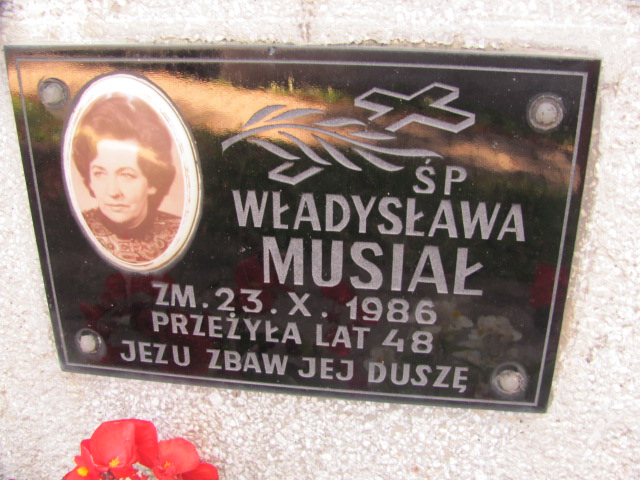 ŚP
WŁADYSŁAWA
MUSIAŁ
ZM. 23. X. 1986
PRZEŻYŁA LAT 48
JEZU ZBAW JEJ DUSZĘ